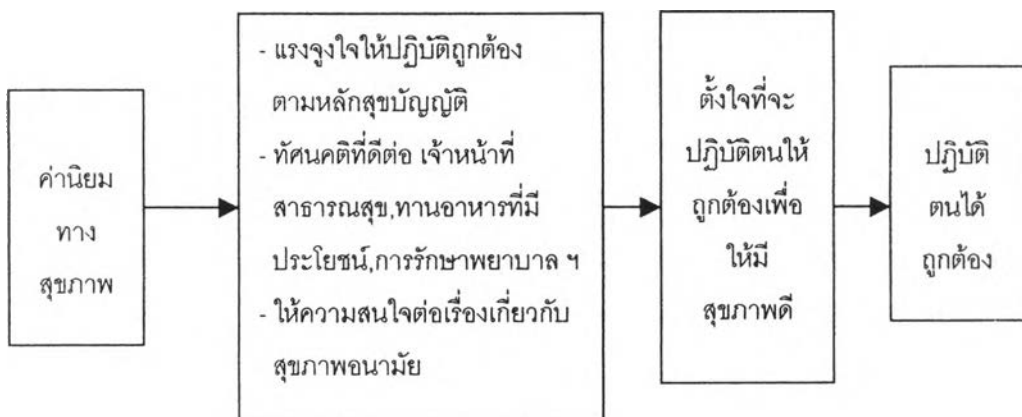 ค่านิยม
ทาง
สุขภาพ
- แรงจูงใจให้ปฏิบัติถูกต้อง
ตามหลักสุขบัญญัติ
- ทัศนคติที่ดีต่อ เจ้าหน้าที่
สาธารณสุข,ทานอาหารที่มี
ประโยชน์,การรักษาพยาบาล ฯ
- ให้ความสนใจต่อเรื่องเกี่ยวกับ
สุขภาพอนามัย
ตั้งใจที่จะ
ปฏิบัติตนให้
ถูกต้องเพื่อ
ให้มี
สุขภาพดี
ปฏิบัติ
ตนได้
ถูกต้อง